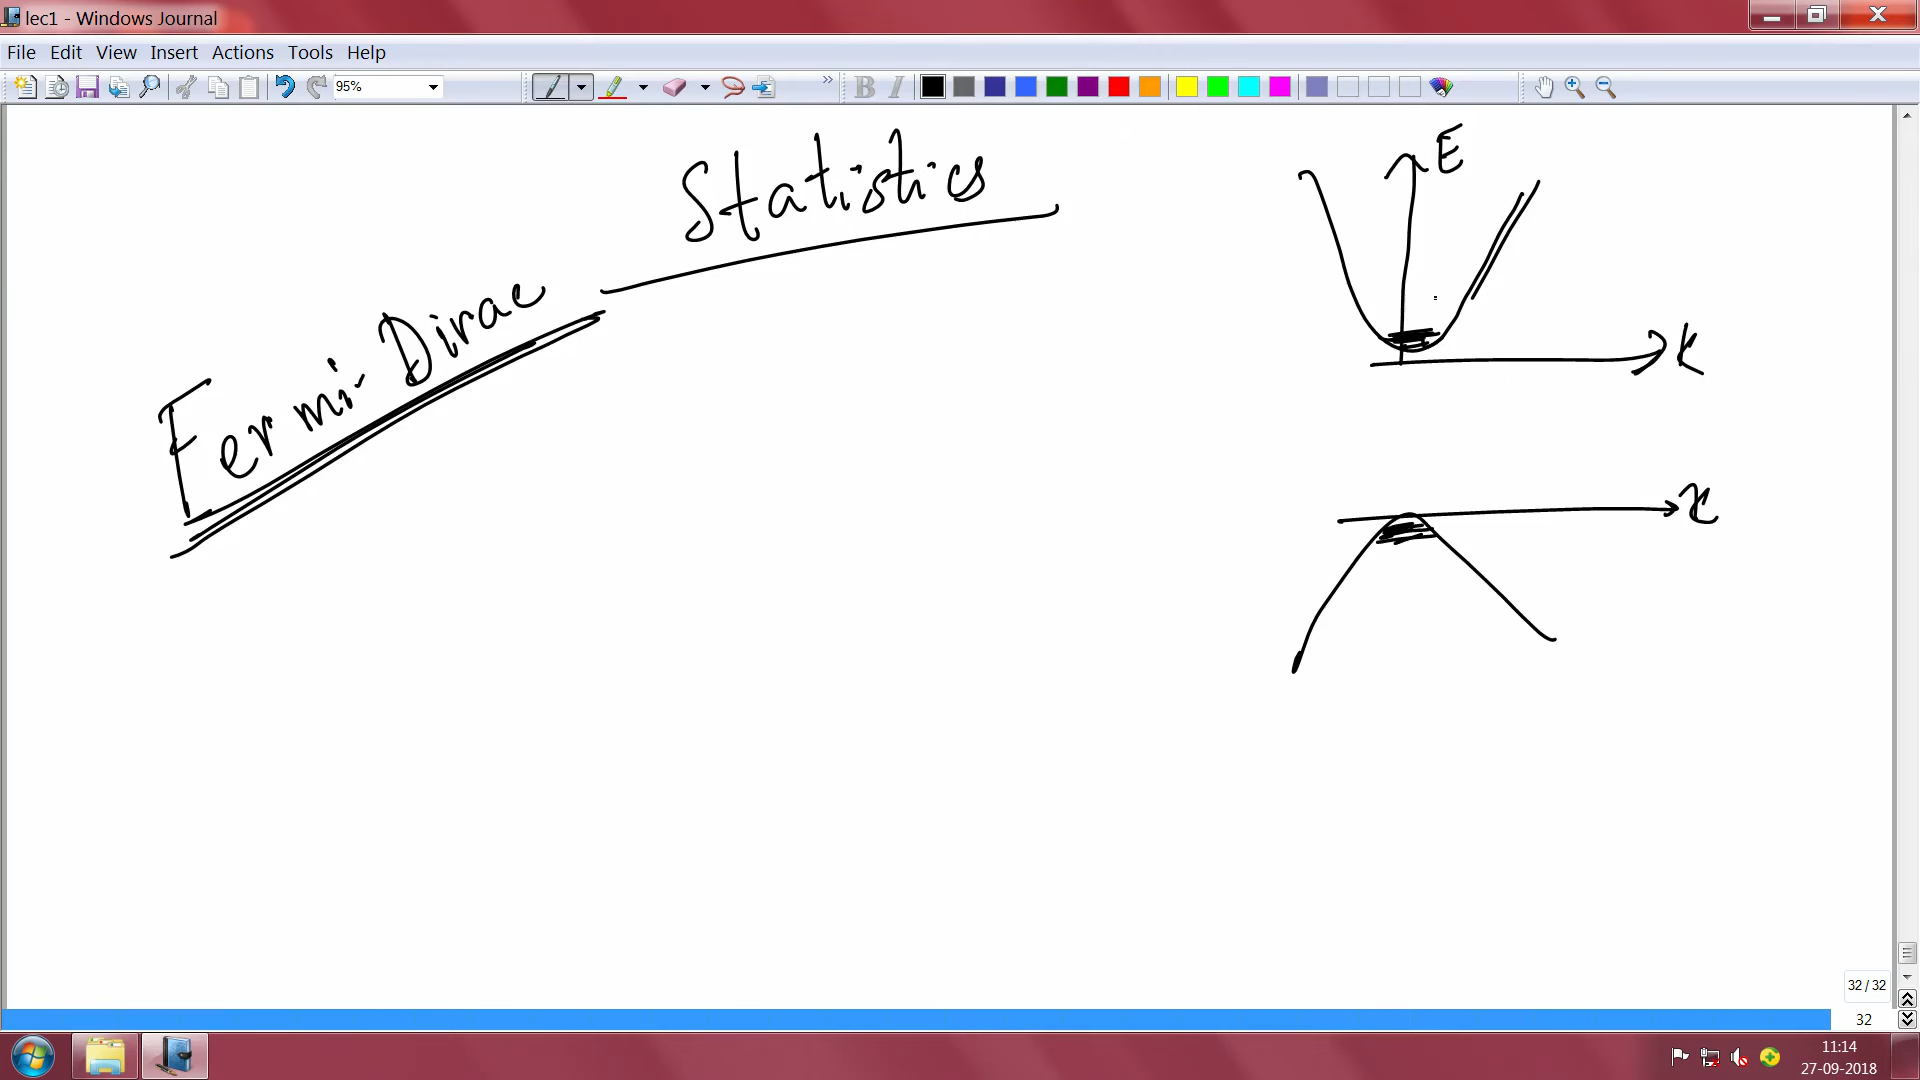 lec1 - Windows Journal
File Edit View Insert Actions Tools Help
95%
Statistics
Fermi-Dirac
E
k
x
32 / 32
32
11:14
27-09-2018